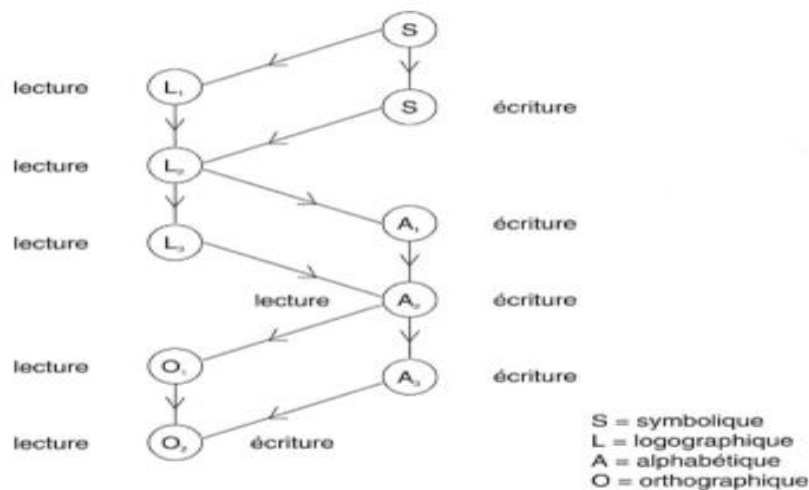 S
lecture L₁
S écriture
lecture L₂
lecture L₃ A₁ écriture
lecture A₂ écriture
lecture O₁ A₃ écriture
lecture O₂ écriture
S = symbolique
L = logographique
A = alphabétique
O = orthographique